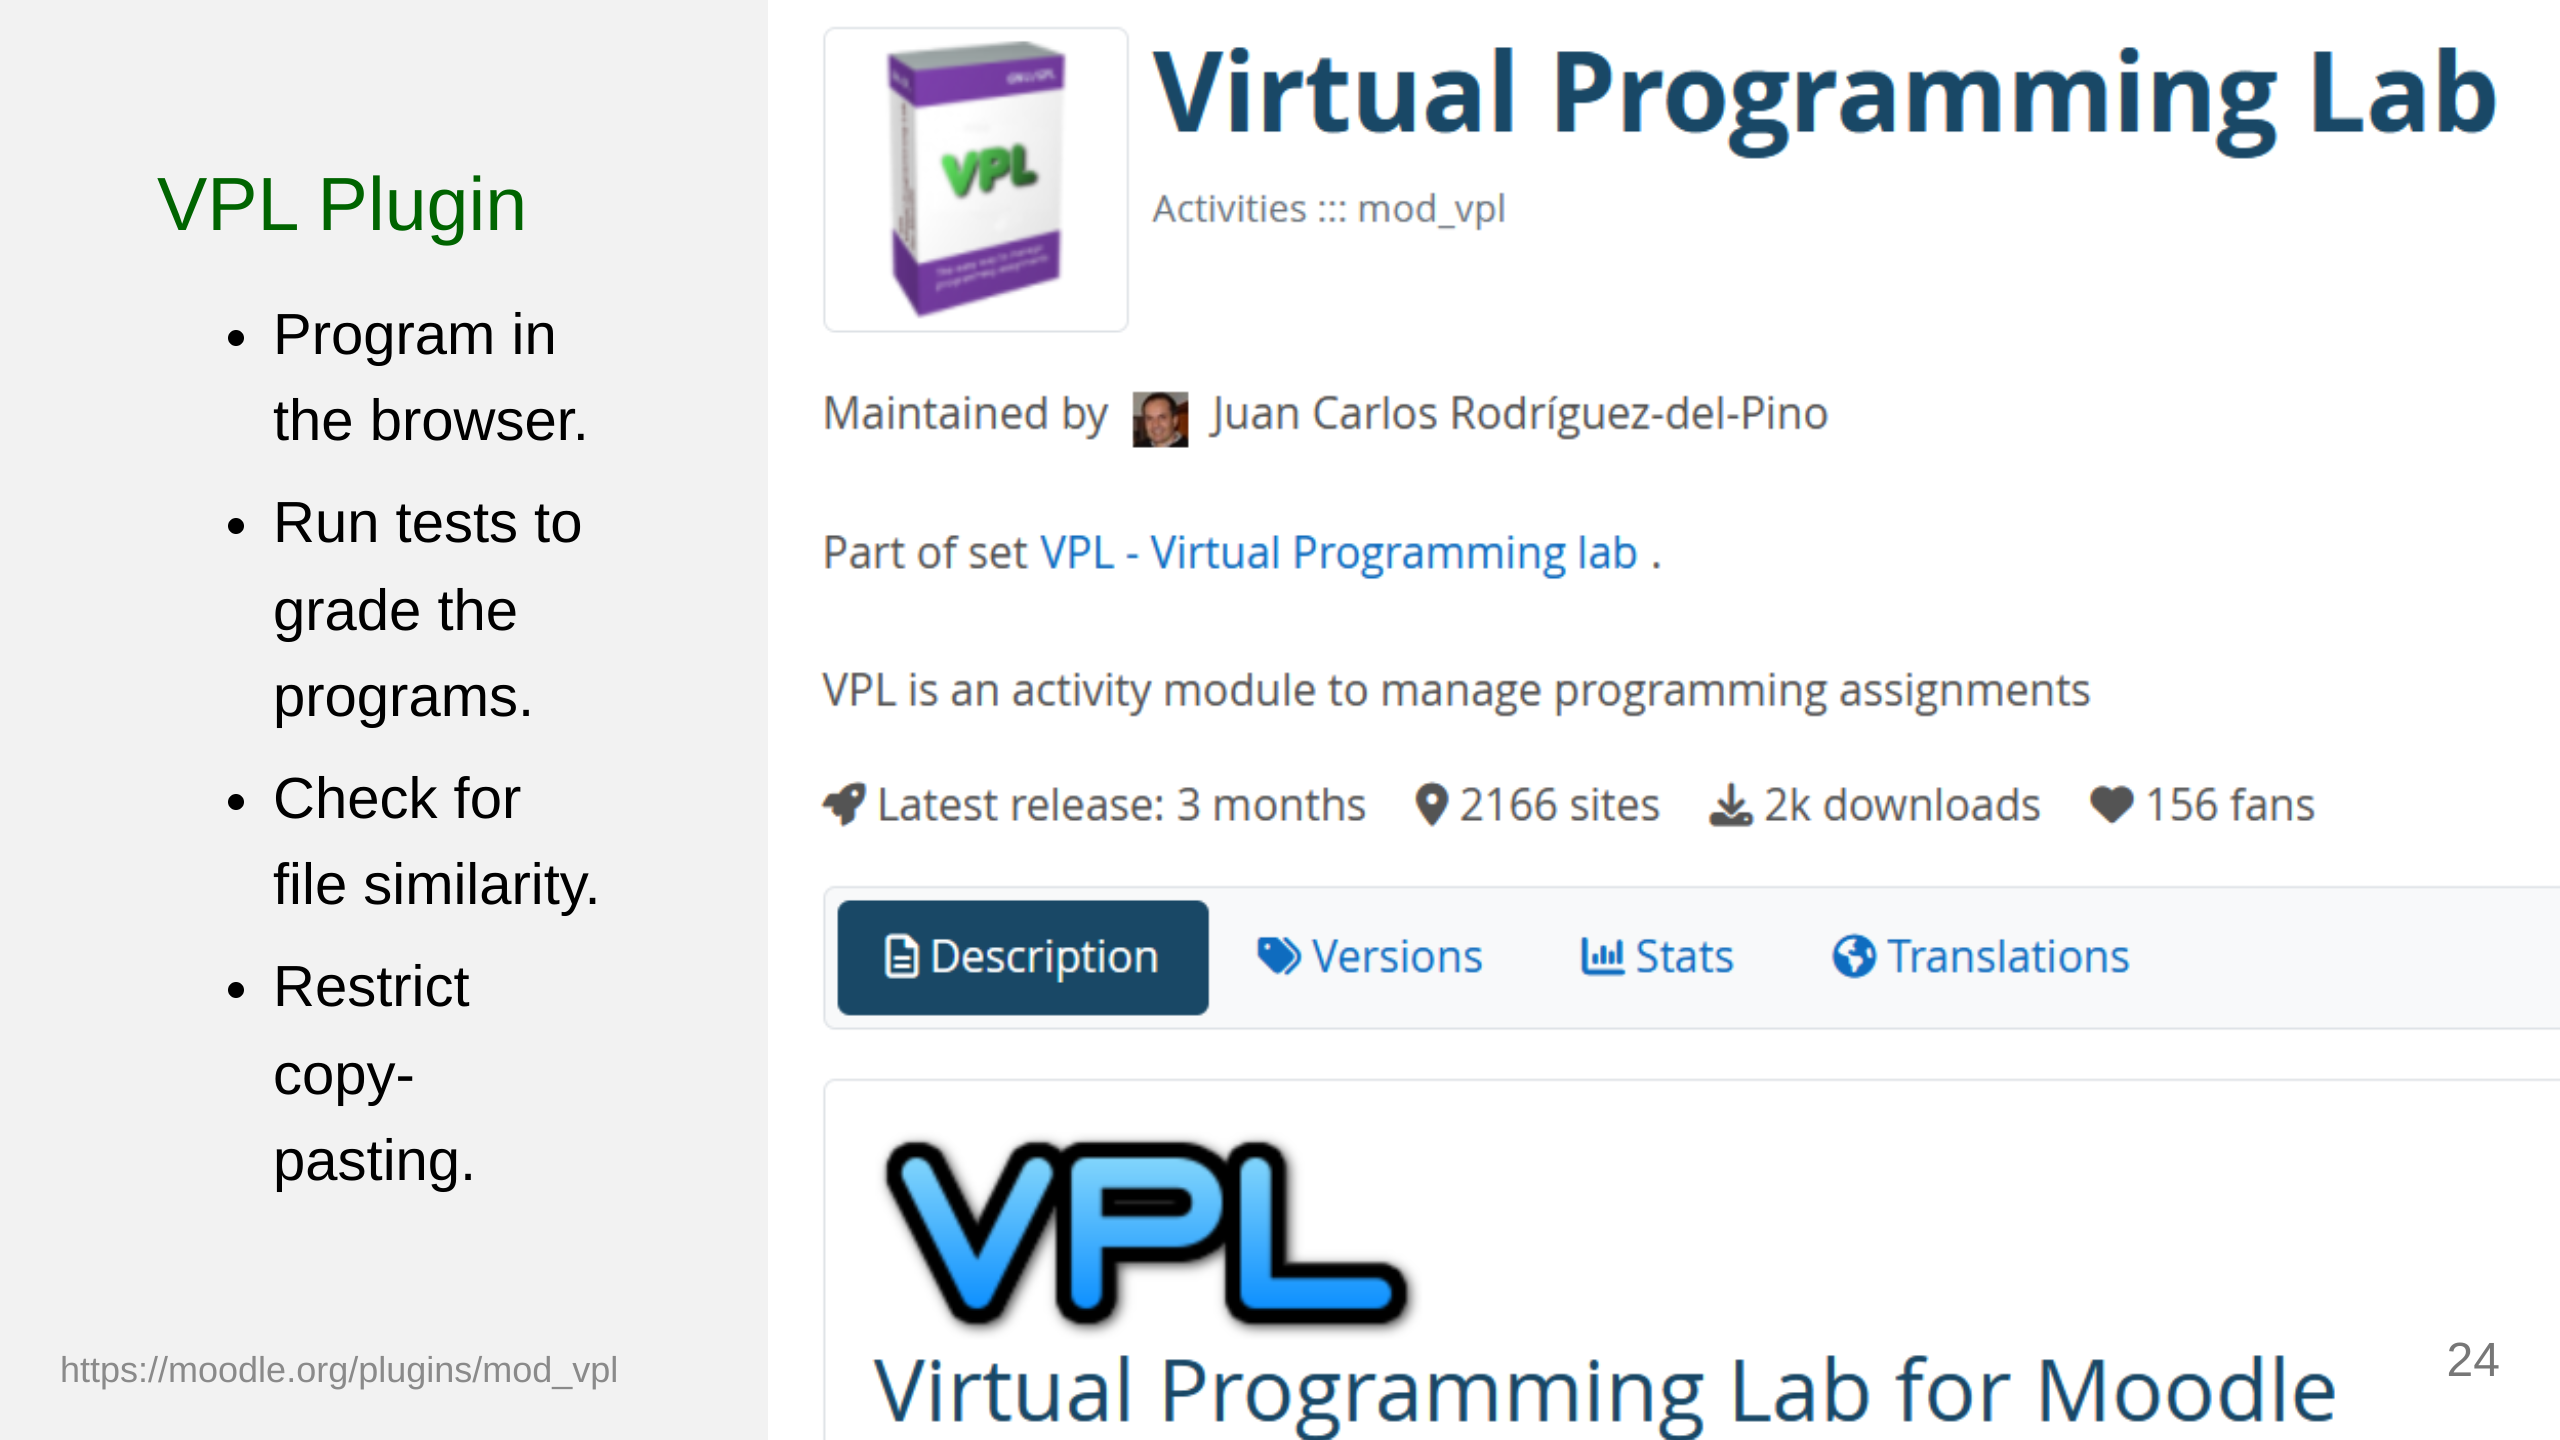 VPL Plugin
• Program in
the browser.
• Run tests to
grade the
programs.
• Check for
file similarity.
• Restrict
copy-
pasting.
https://moodle.org/plugins/mod_vpl
VPL
Virtual Programming Lab
Activities ::: mod_vpl
Maintained by Juan Carlos Rodríguez-del-Pino
Part of set VPL - Virtual Programming lab .
VPL is an activity module to manage programming assignments
Latest release: 3 months 2166 sites 2k downloads 156 fans
Description Versions Stats Translations
VPL
Virtual Programming Lab for Moodle
24